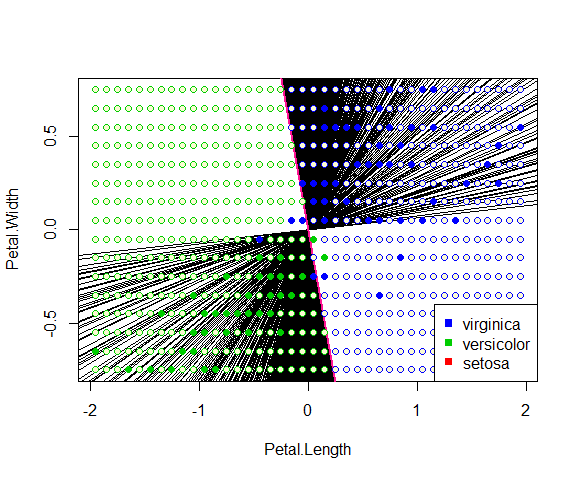 0.5
0.0
-0.5
Petal.Width
virginica
versicolor
setosa
-2 -1 0 1 2
Petal.Length